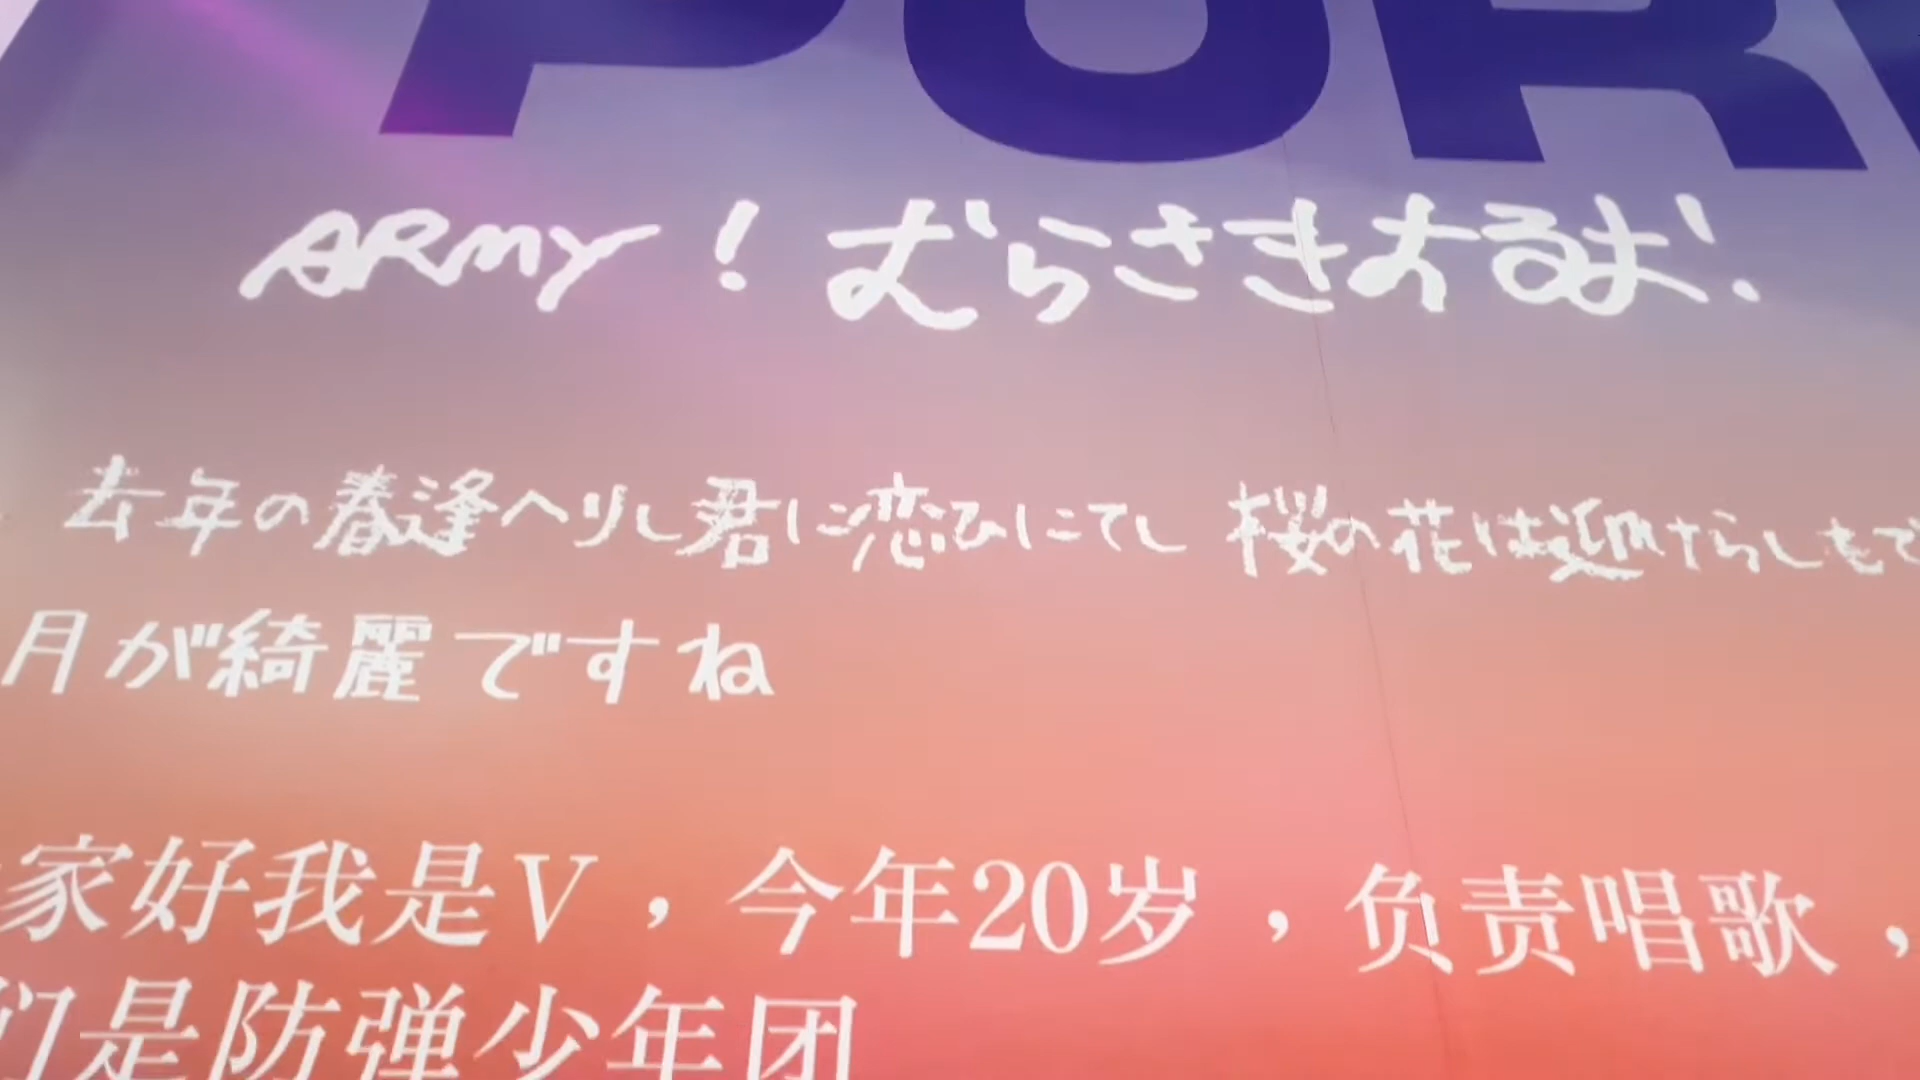 POR
ARMY！むらさきするよ！
去年の春逢へりし君に恋ひにてし 桜の花は迎けらしも
月が綺麗ですね
家好我是V，今年20岁，负责唱歌，
们是防弹少年团